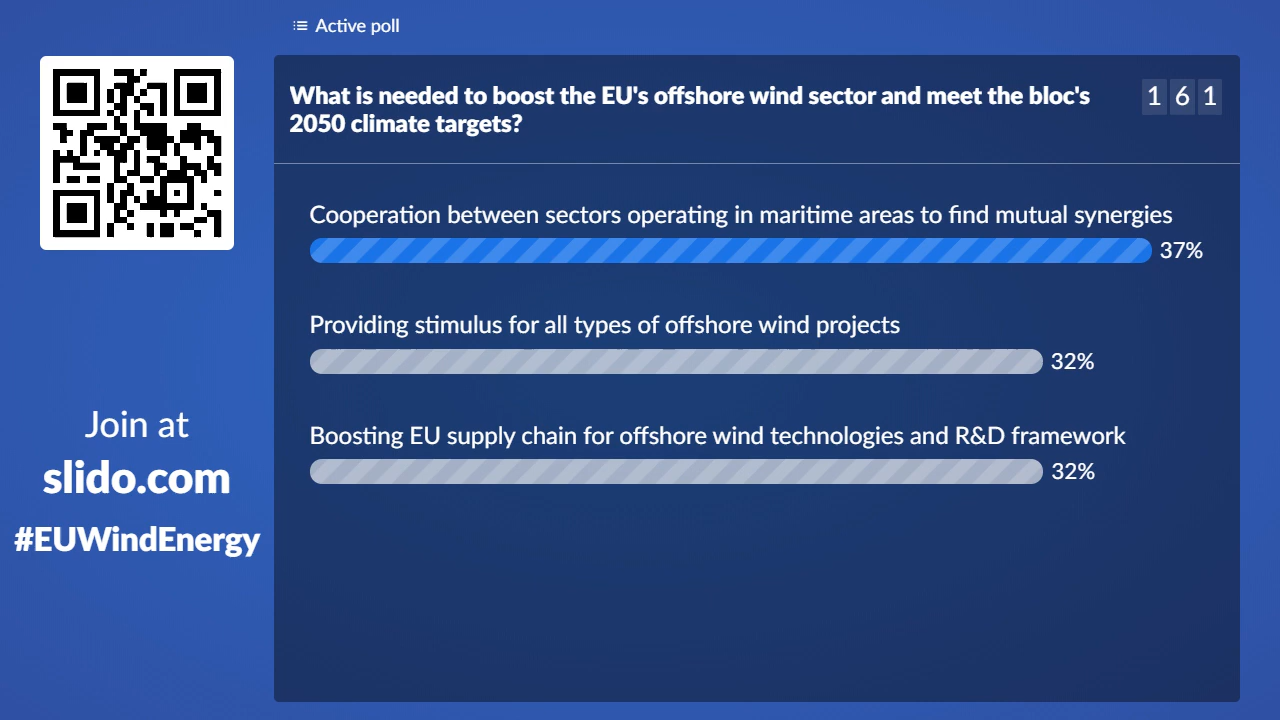 Active poll
What is needed to boost the EU's offshore wind sector and meet the bloc's
2050 climate targets?
161
Cooperation between sectors operating in maritime areas to find mutual synergies
37%
Providing stimulus for all types of offshore wind projects
32%
Boosting EU supply chain for offshore wind technologies and R&D framework
32%
Join at
slido.com
#EUWindEnergy